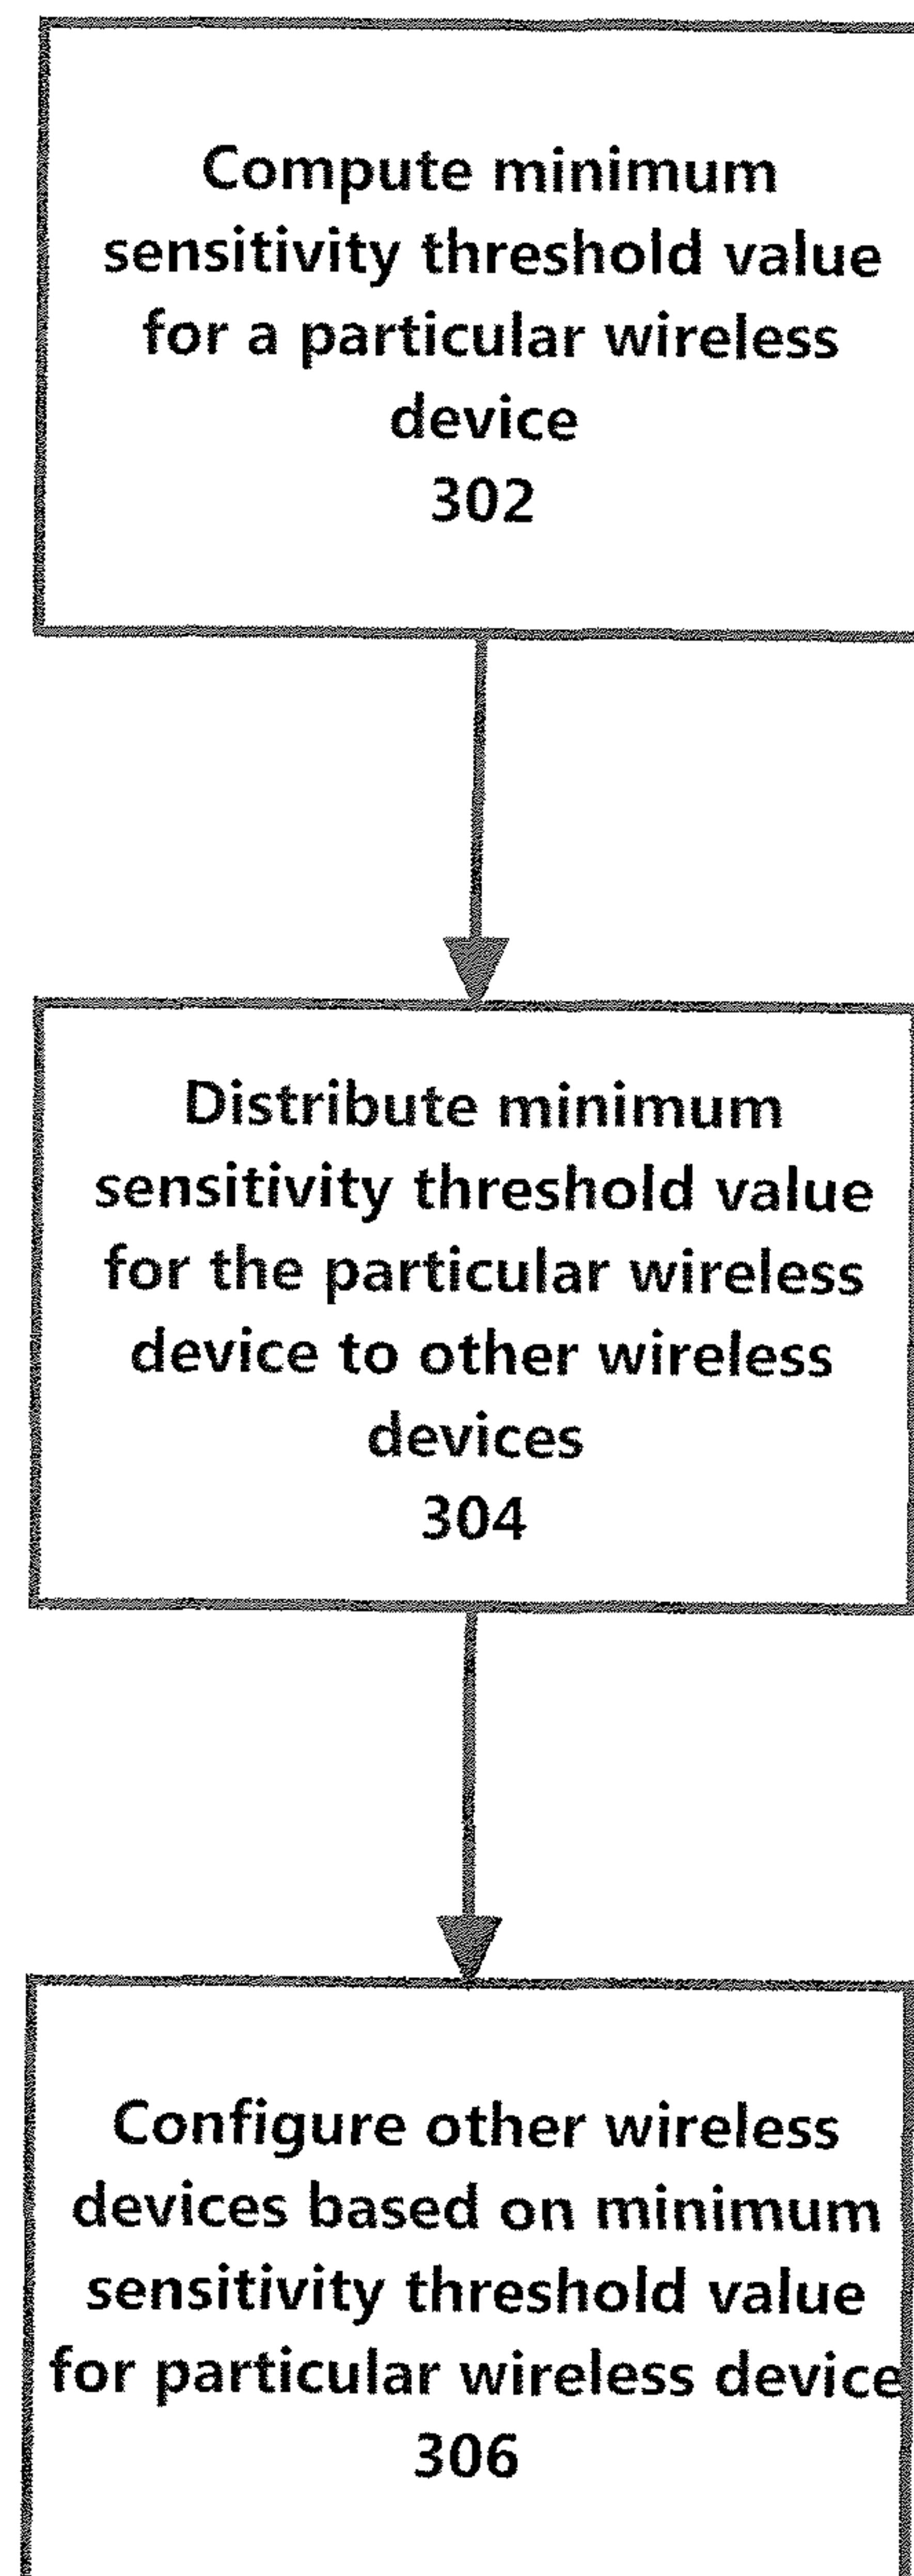 Compute minimum
sensitivity threshold value
for a particular wireless
device
302
Distribute minimum
sensitivity threshold value
for the particular wireless
device to other wireless
devices
304
Configure other wireless
devices based on minimum
sensitivity threshold value
for particular wireless device
306